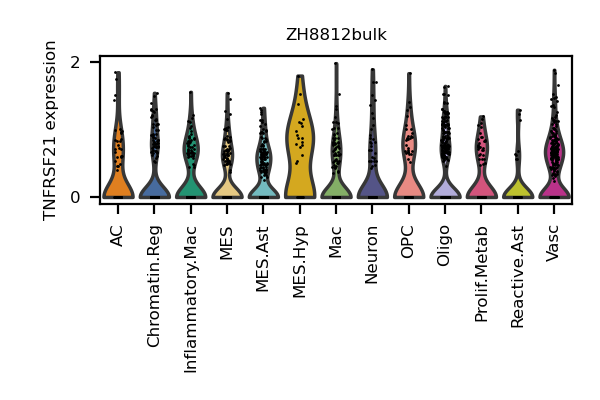 ZH8812bulk
TNFRSF21 expression
2
0
AC
Chromatin.Reg
Inflammatory.Mac
MES
MES.Ast
MES.Hyp
Mac
Neuron
OPC
Oligo
Prolif.Metab
Reactive.Ast
Vasc